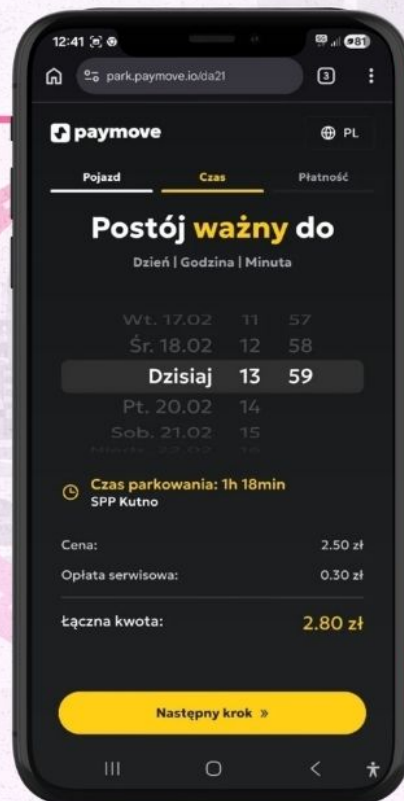 12:41
5G 81
park.paymove.io/da21
3
paymove
PL
Pojazd Czas Płatność
Postój ważny do
Dzień | Godzina | Minuta
Wt. 17.02 11 57
Śr. 18.02 12 58
Dzisiaj 13 59
Pt. 20.02 14
Sob. 21.02 15
Czas parkowania: 1h 18min
SPP Kutno
Cena: 2.50 zł
Opłata serwisowa: 0.30 zł
Łączna kwota: 2.80 zł
Następny krok »